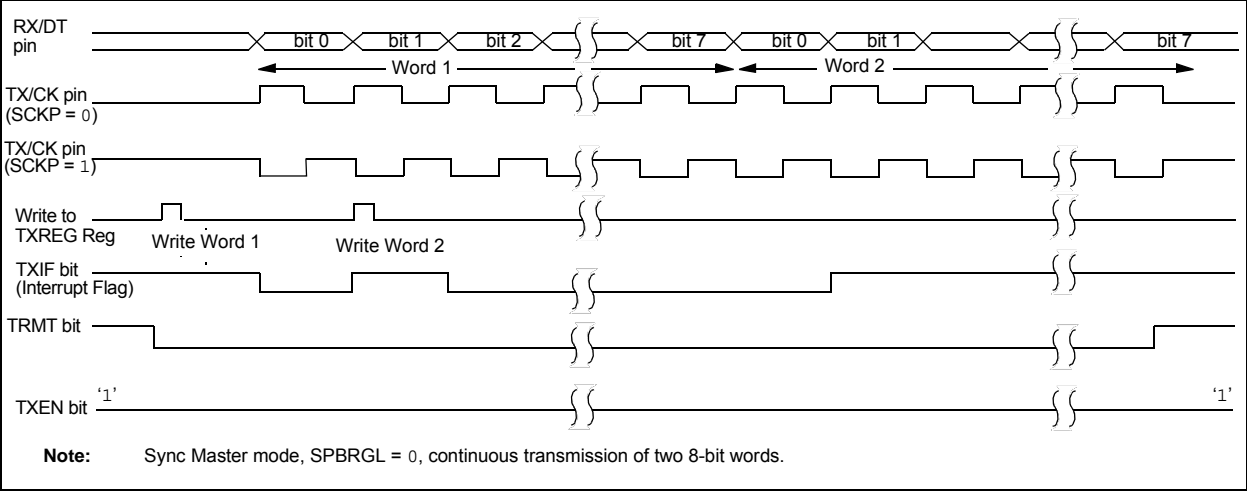 RX/DT
pin
bit 0 bit 1 bit 2 bit 7 bit 0 bit 1 bit 7
Word 1 Word 2
TX/CK pin
(SCKP = 0)
TX/CK pin
(SCKP = 1)
Write to
TXREG Reg
Write Word 1 Write Word 2
TXIF bit
(Interrupt Flag)
TRMT bit
TXEN bit ‘1’ ‘1’
Note: Sync Master mode, SPBRGL = 0, continuous transmission of two 8-bit words.